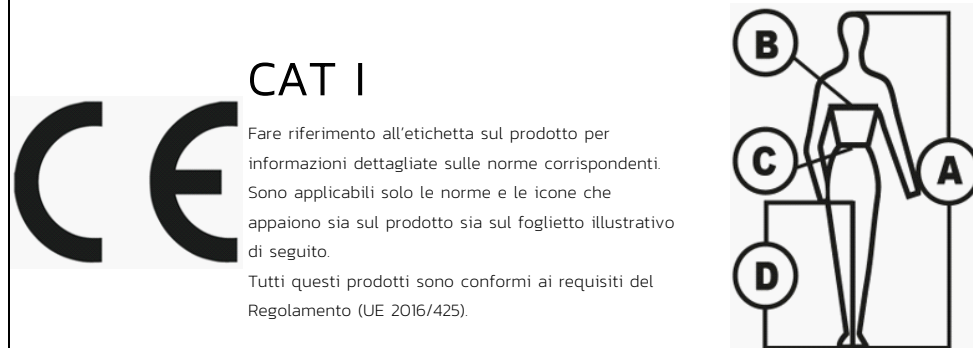 CE
CAT I
Fare riferimento all'etichetta sul prodotto per
informazioni dettagliate sulle norme corrispondenti.
Sono applicabili solo le norme e le icone che
appaiono sia sul prodotto sia sul foglietto illustrativo
di seguito.
Tutti questi prodotti sono conformi ai requisiti del
Regolamento (UE 2016/425).
B
C
A
D